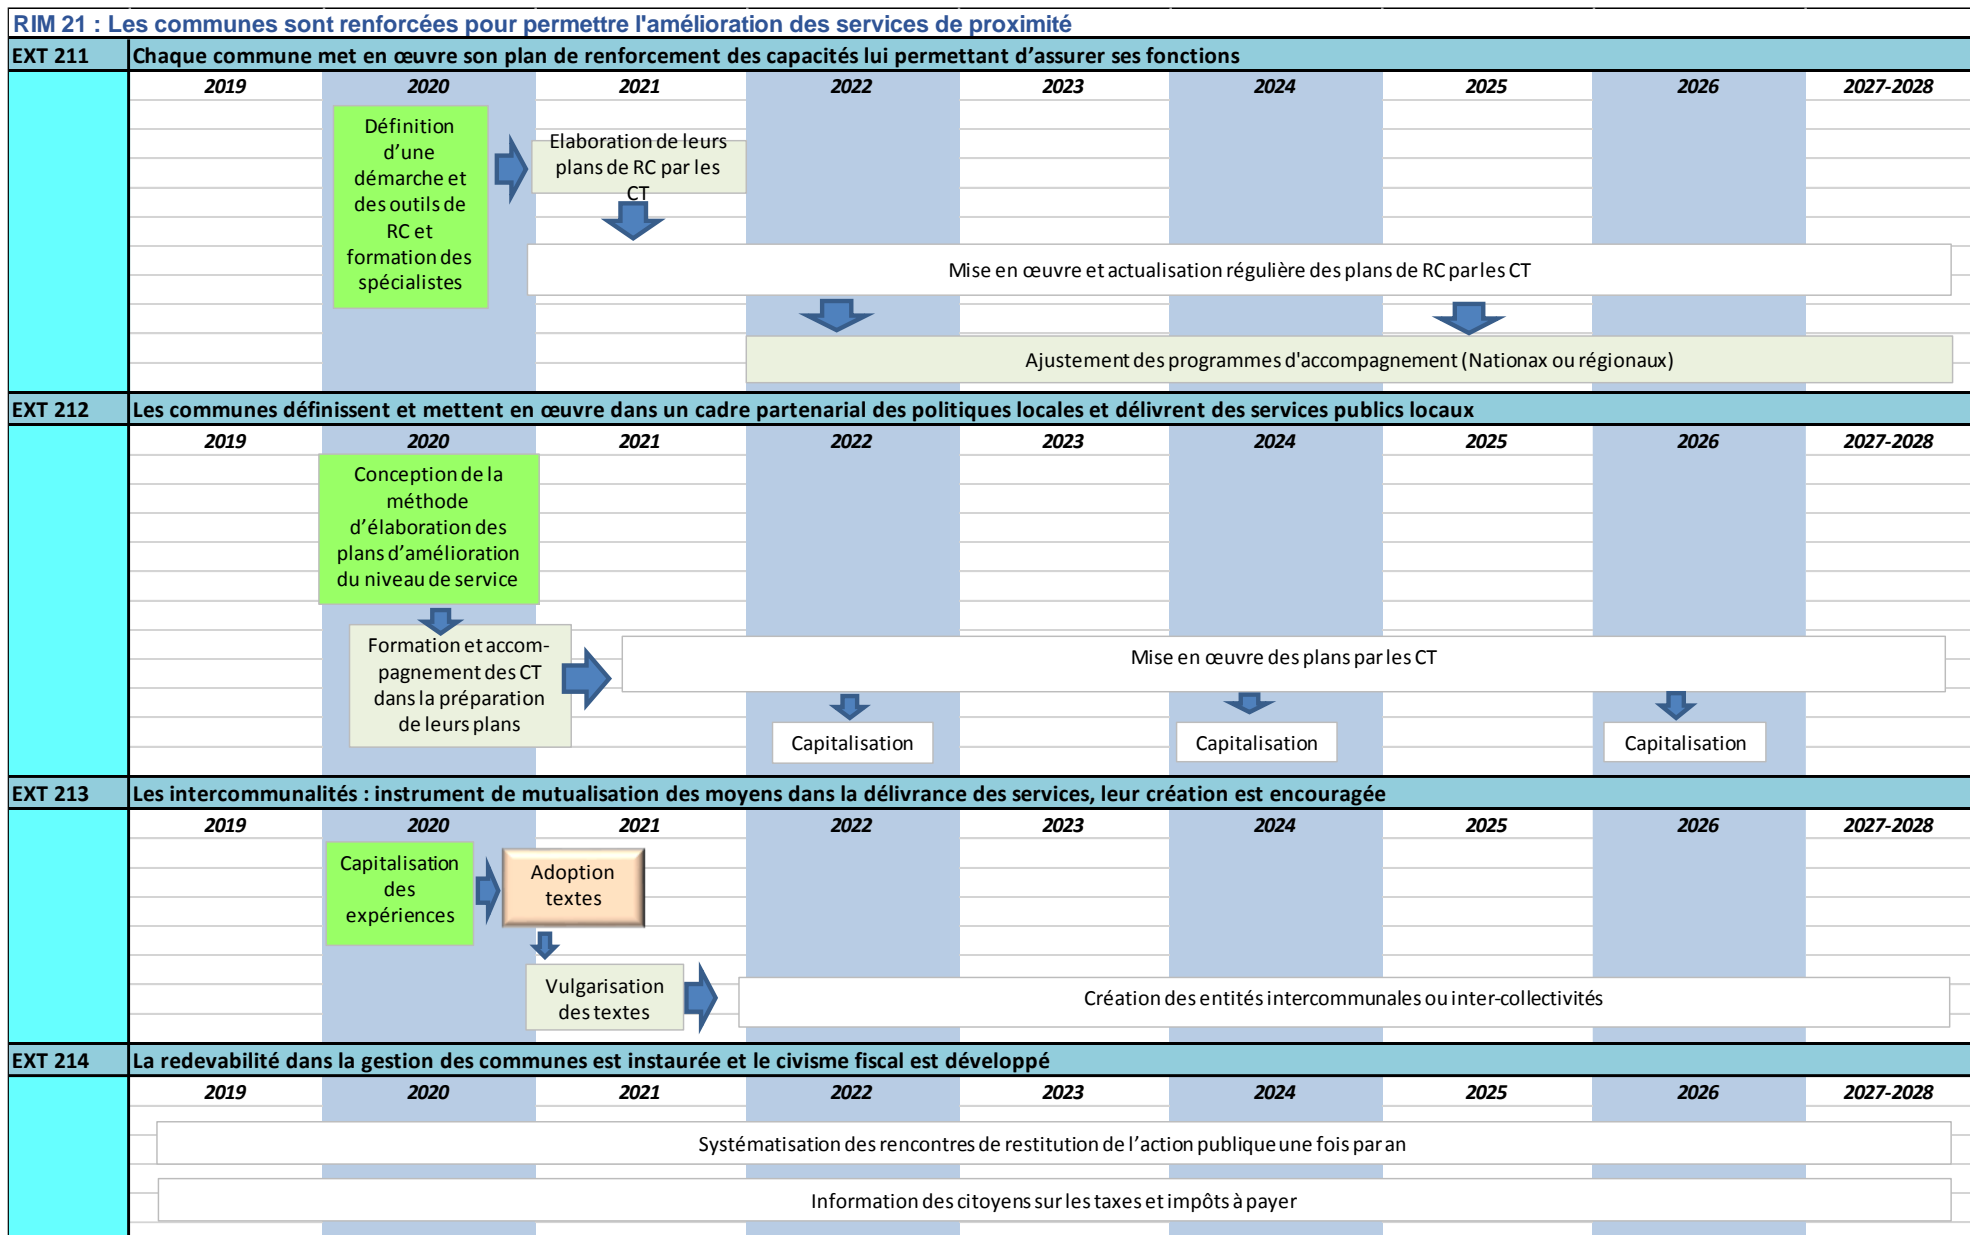 RIM 21 : Les communes sont renforcées pour permettre l'amélioration des services de proximité
EXT 211 Chaque commune met en œuvre son plan de renforcement des capacités lui permettant d’assurer ses fonctions
2019 2020 2021 2022 2023 2024 2025 2026 2027-2028
Définition
d’une
démarche et
des outils de
RC et
formation des
spécialistes
Elaboration de leurs
plans de RC par les
CT
Mise en œuvre et actualisation régulière des plans de RC par les CT
Ajustement des programmes d'accompagnement (Nationax ou régionaux)
EXT 212 Les communes définissent et mettent en œuvre dans un cadre partenarial des politiques locales et délivrent des services publics locaux
2019 2020 2021 2022 2023 2024 2025 2026 2027-2028
Conception de la
méthode
d’élaboration des
plans d’amélioration
du niveau de service
Formation et accom-
pagnement des CT
dans la préparation
de leurs plans
Mise en œuvre des plans par les CT
Capitalisation Capitalisation Capitalisation
EXT 213 Les intercommunalités : instrument de mutualisation des moyens dans la délivrance des services, leur création est encouragée
2019 2020 2021 2022 2023 2024 2025 2026 2027-2028
Capitalisation
des
expériences
Adoption
textes
Vulgarisation
des textes
Création des entités intercommunales ou inter-collectivités
EXT 214 La redevabilité dans la gestion des communes est instaurée et le civisme fiscal est développé
2019 2020 2021 2022 2023 2024 2025 2026 2027-2028
Systématisation des rencontres de restitution de l’action publique une fois par an
Information des citoyens sur les taxes et impôts à payer